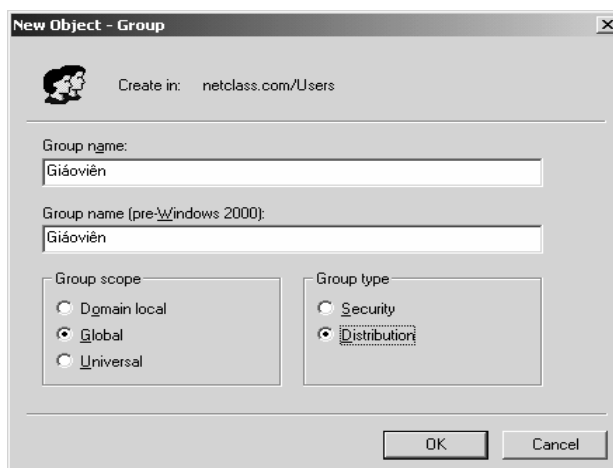 New Object - Group
Create in: netclass.com/Users
Group name:
Giáoviên
Group name (pre-Windows 2000):
Giáoviên
Group scope
Domain local
Global
Universal
Group type
Security
Distribution
OK
Cancel